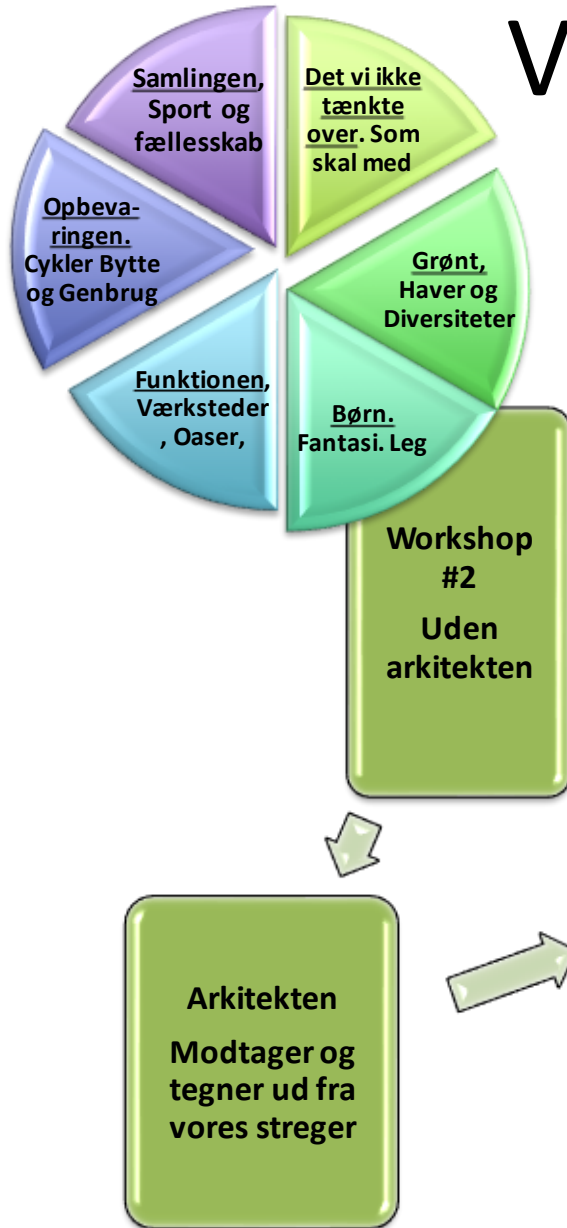 V
Samlingen,
Sport og
fællesskab
Det vi ikke
tænkte
over. Som
skal med
Opbeva-
ringen.
Cykler Bytte
og Genbrug
Grønt,
Haver og
Diversiteter
Funktionen,
Værksteder
, Oaser,
Børn.
Fantasi. Leg
Workshop
#2
Uden
arkitekten
Arkitekten
Modtager og
tegner ud fra
vores streger